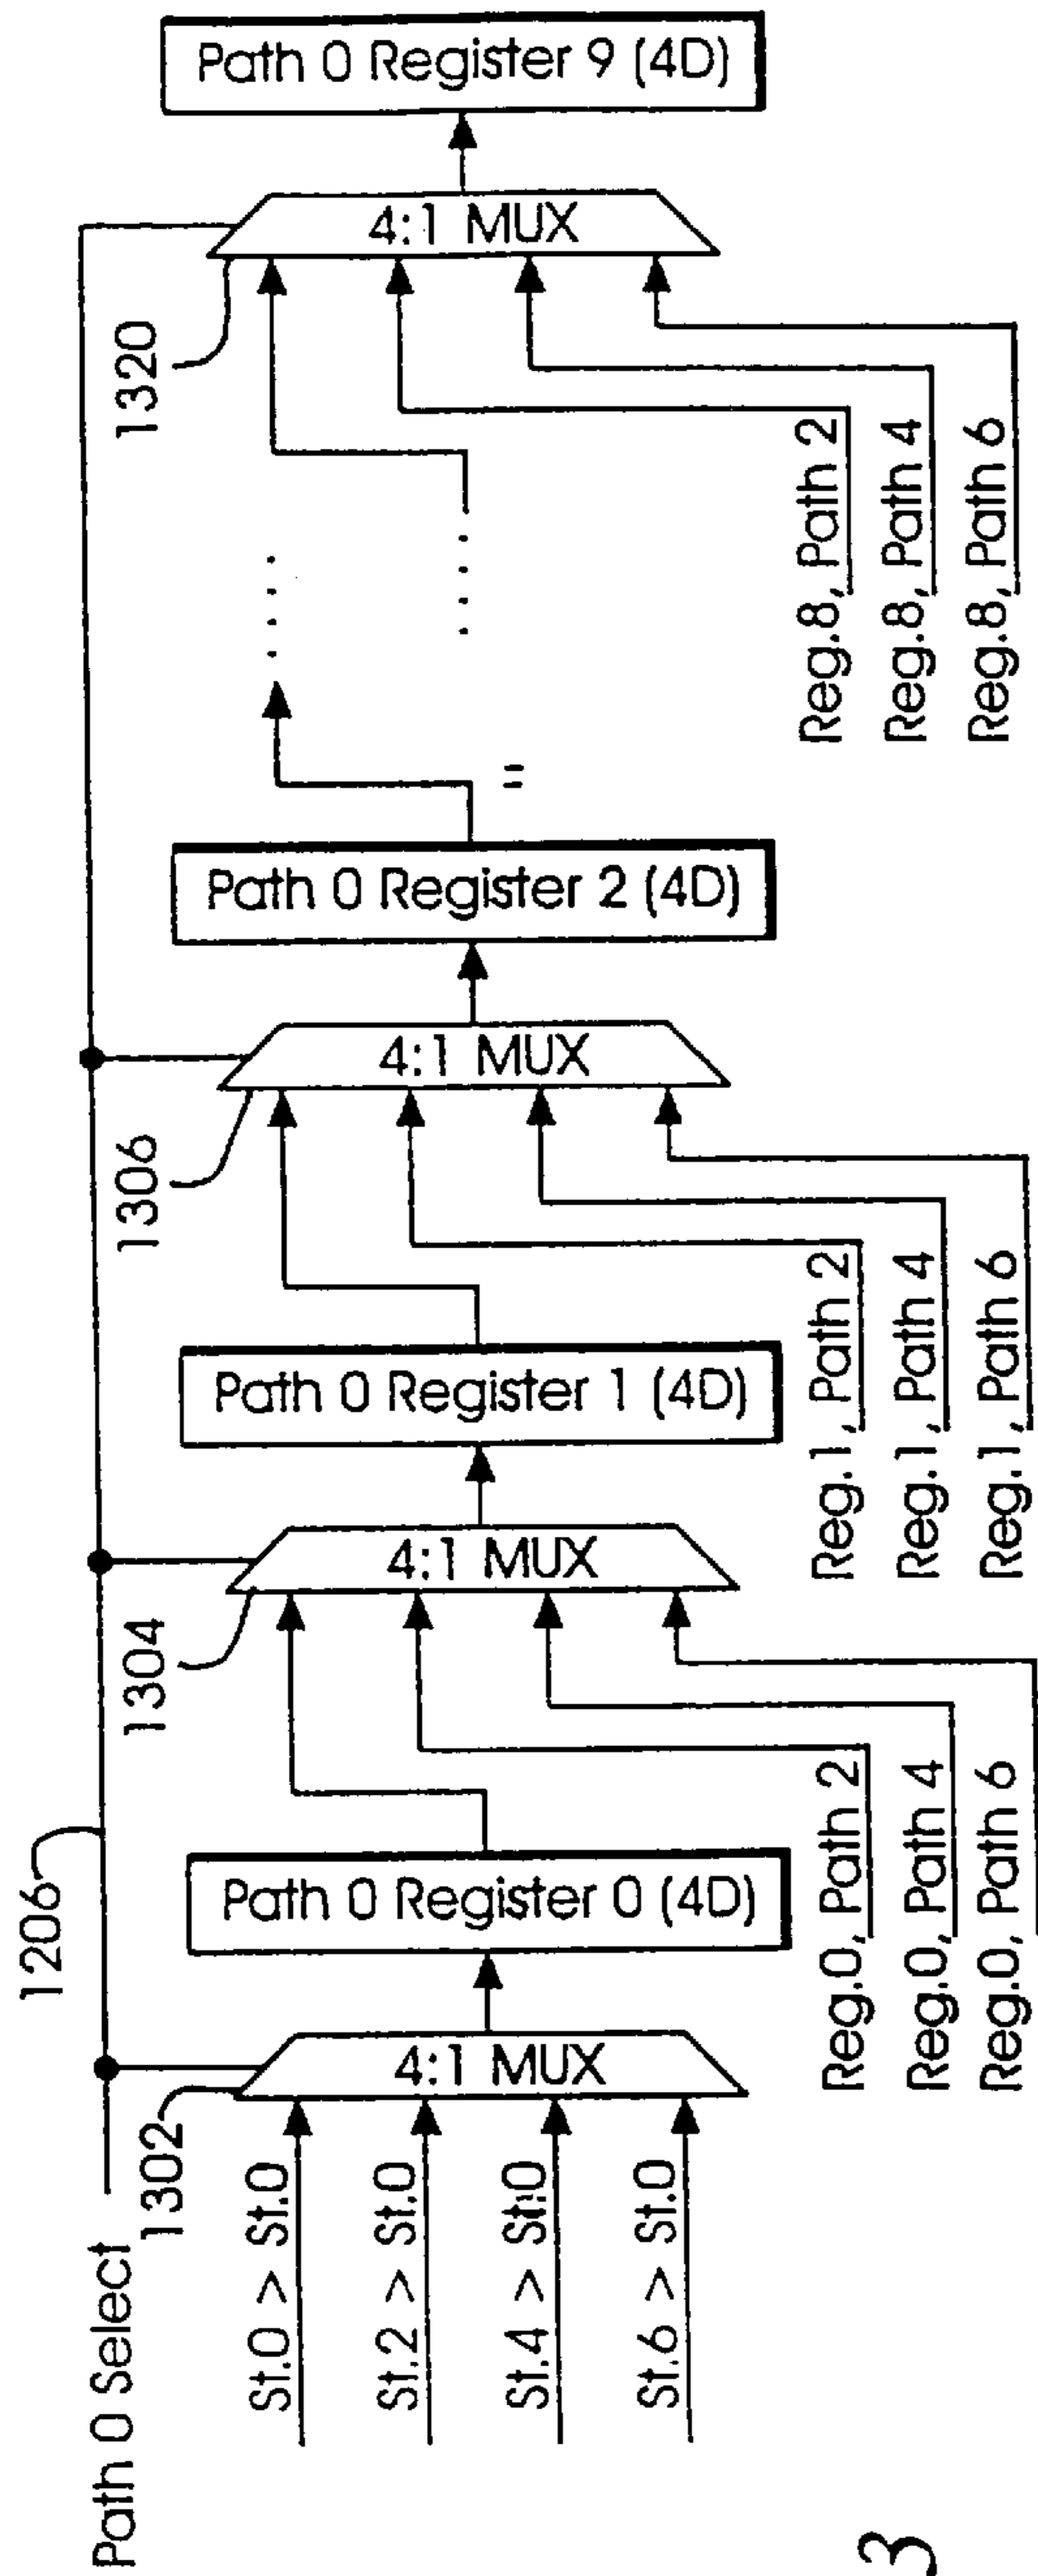 Path 0 Select
1206
1302
1304
1306
1320
St.0 > St.0
St.2 > St.0
St.4 > St.0
St.6 > St.0
4:1 MUX
Path 0 Register 0 (4D)
Reg.0, Path 2
Reg.0, Path 4
Reg.0, Path 6
4:1 MUX
Path 0 Register 1 (4D)
Reg.1, Path 2
Reg.1, Path 4
Reg.1, Path 6
4:1 MUX
Path 0 Register 2 (4D)
Reg.8, Path 2
Reg.8, Path 4
Reg.8, Path 6
4:1 MUX
Path 0 Register 9 (4D)
3